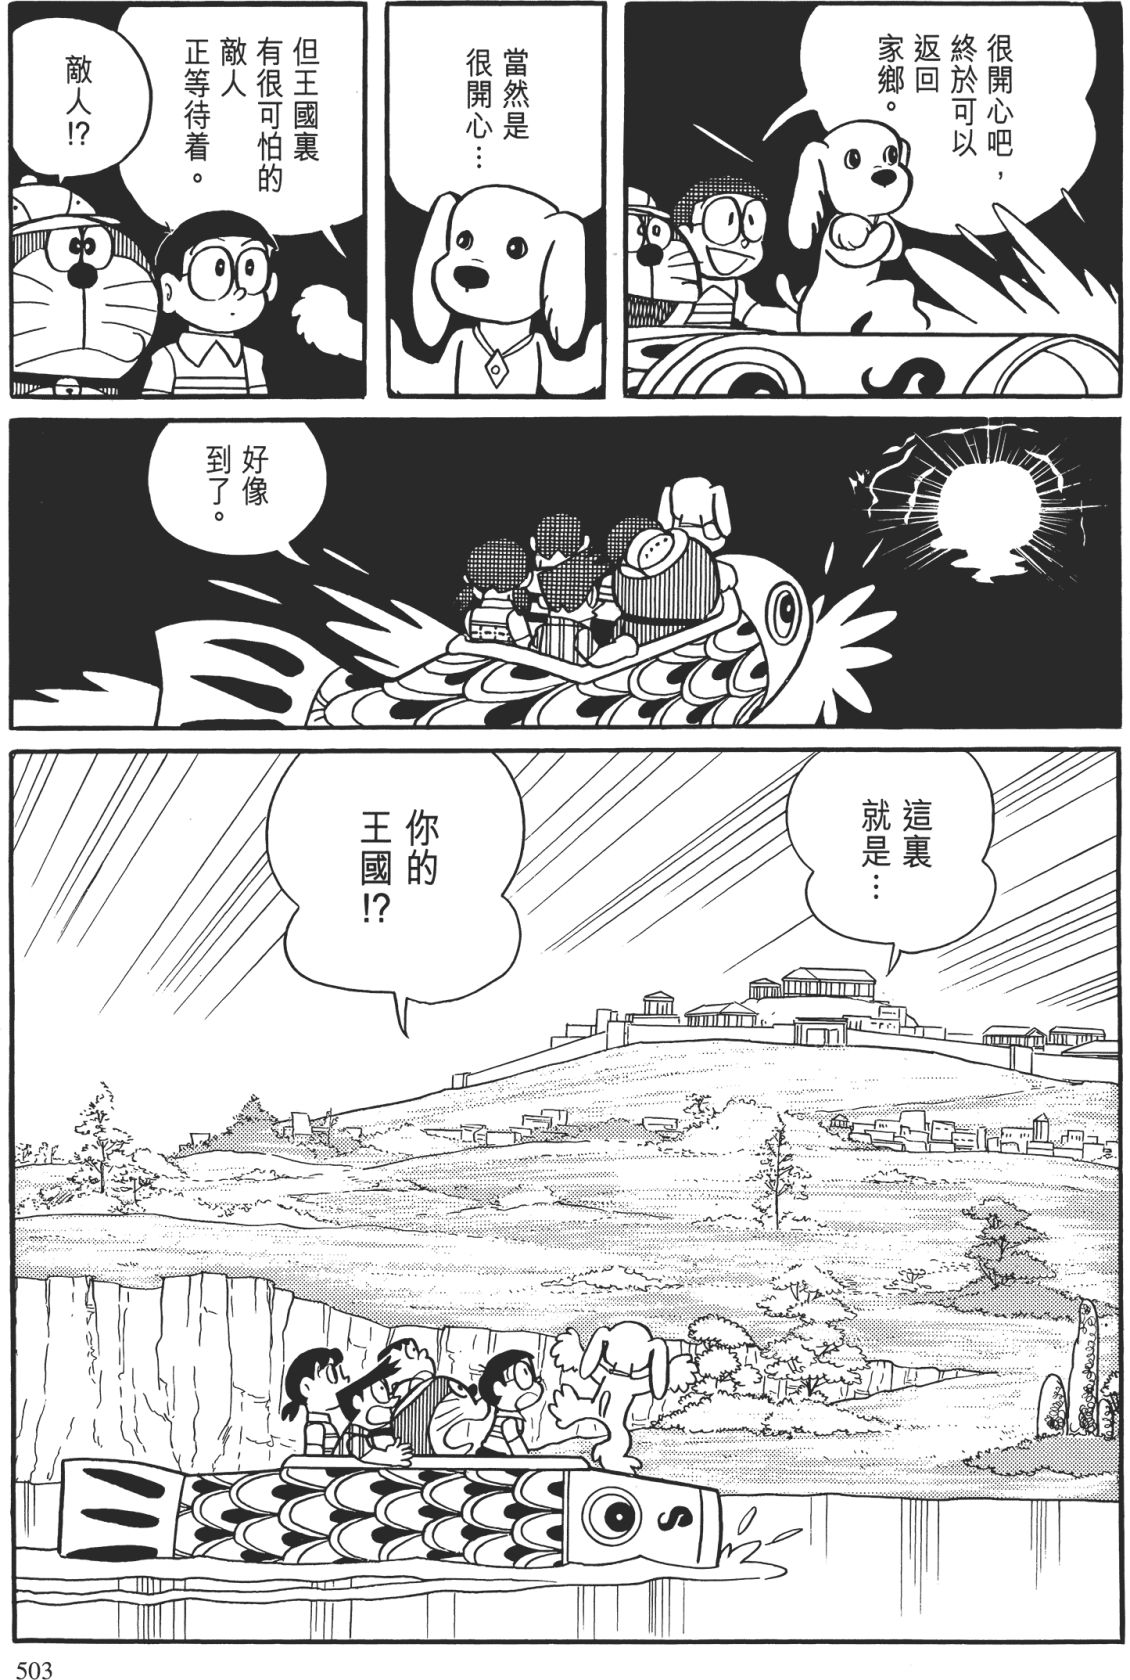 很開心吧，
終於可以
返回
家鄉。
當然是
很開心…
但王國裏
有很可怕的
敵人
正等待着。
敵人!?
好像
到了。
這裏
就是…
你的
王國!?
503